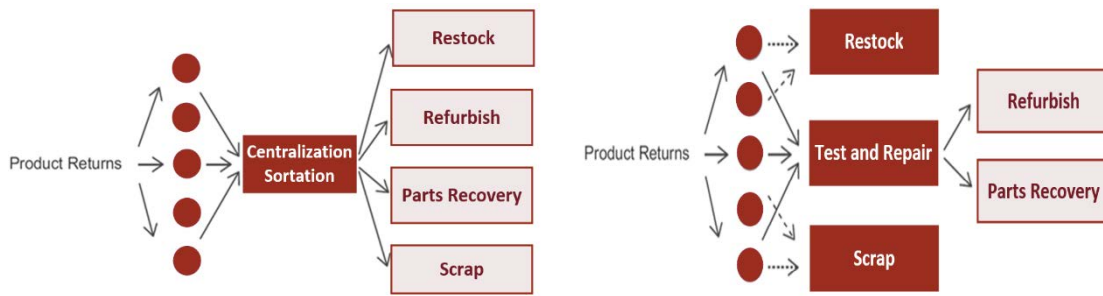 Product Returns
Centralization
Sortation
Restock
Refurbish
Parts Recovery
Scrap
Product Returns
Restock
Test and Repair
Scrap
Refurbish
Parts Recovery